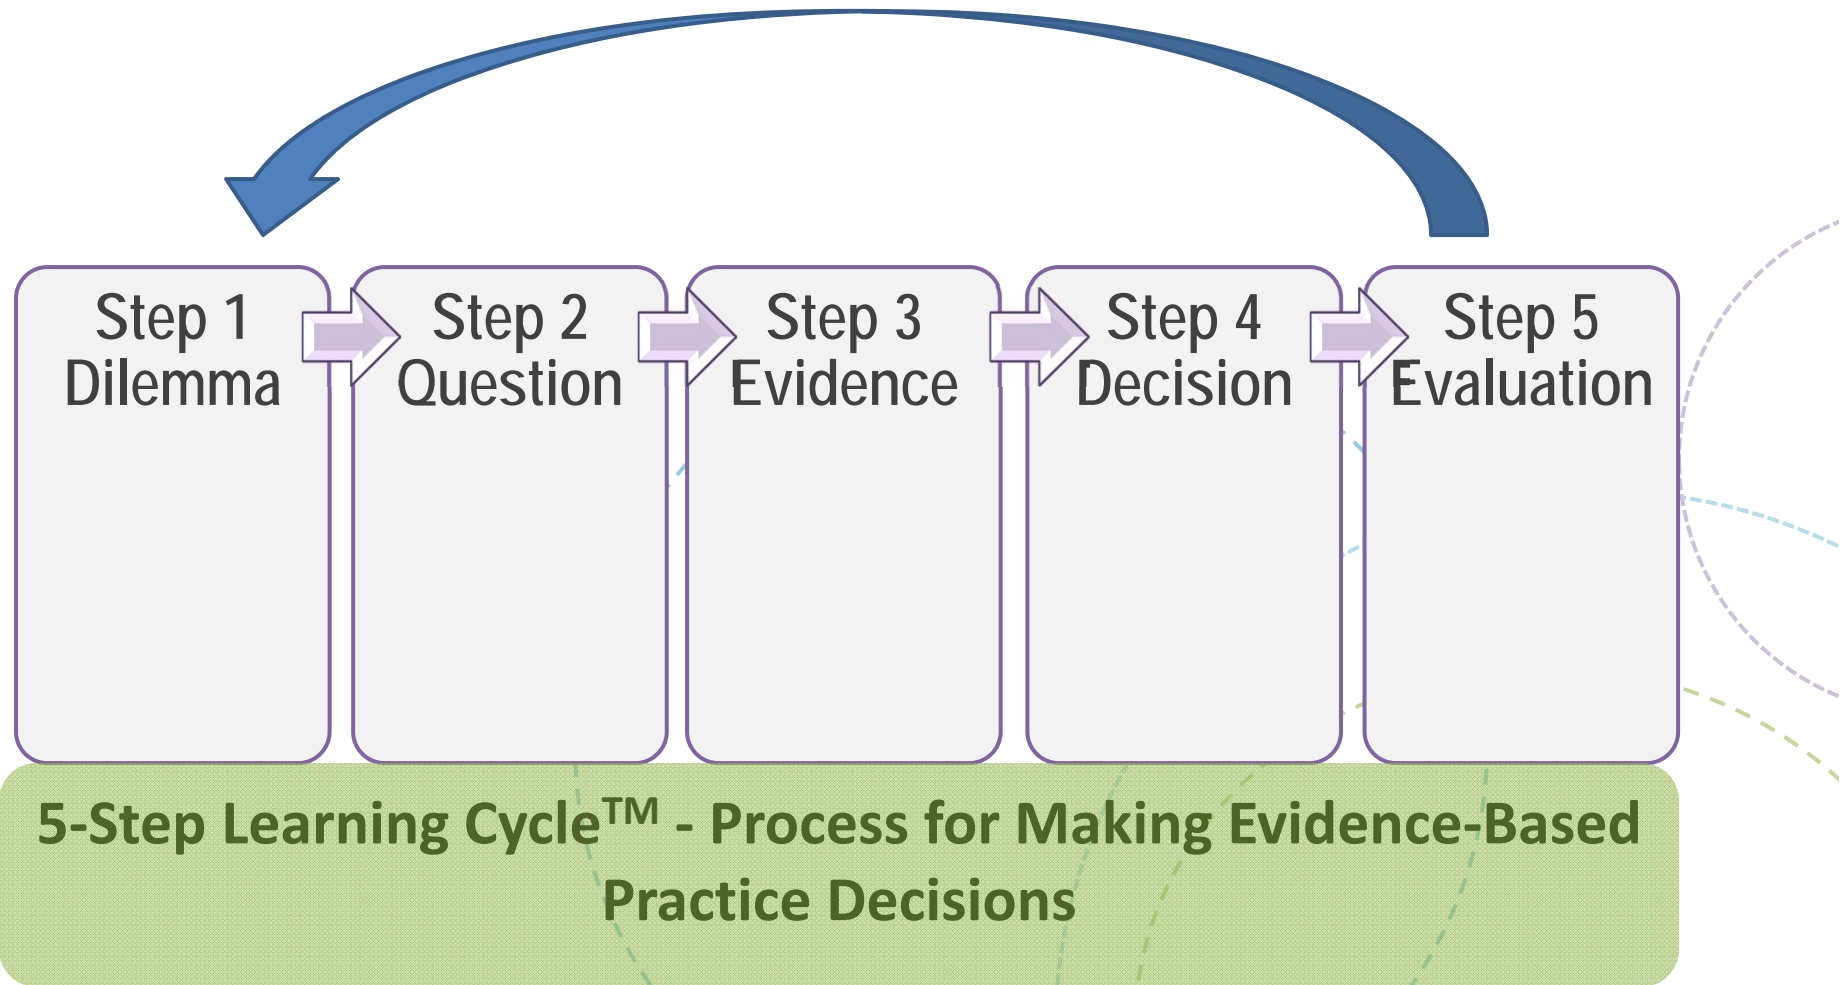 Step 1
Dilemma
Step 2
Question
Step 3
Evidence
Step 4
Decision
Step 5
Evaluation
5-Step Learning Cycle™ - Process for Making Evidence-Based
Practice Decisions